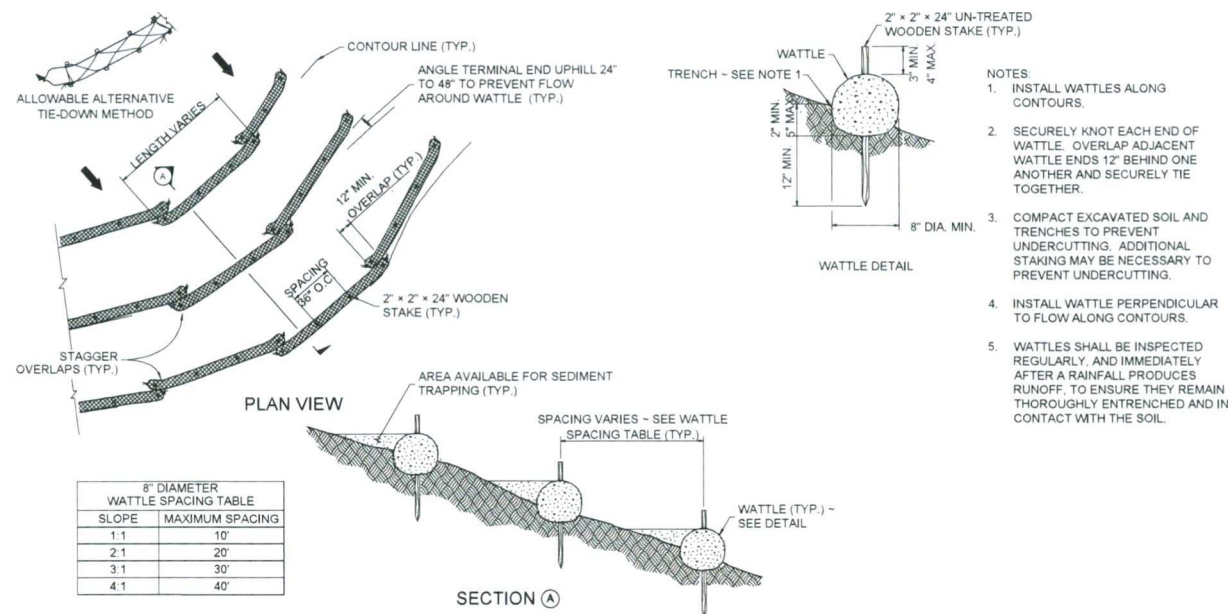 ALLOWABLE ALTERNATIVE
TIE-DOWN METHOD
CONTOUR LINE (TYP.)
ANGLE TERMINAL END UPHILL 24"
TO 48" TO PREVENT FLOW
AROUND WATTLE (TYP.)
LENGTH VARIES
A
12" MIN.
OVERLAP (TYP.)
SPACING
36" O.C.
2" × 2" × 24" WOODEN
STAKE (TYP.)
STAGGER
OVERLAPS (TYP.)
PLAN VIEW
2" × 2" × 24" UN-TREATED
WOODEN STAKE (TYP.)
WATTLE
TRENCH ~ SEE NOTE 1
3" MIN.
4" MAX.
2" MIN.
5" MAX.
12" MIN.
8" DIA. MIN.
WATTLE DETAIL
NOTES:
1. INSTALL WATTLES ALONG
CONTOURS.
2. SECURELY KNOT EACH END OF
WATTLE. OVERLAP ADJACENT
WATTLE ENDS 12" BEHIND ONE
ANOTHER AND SECURELY TIE
TOGETHER.
3. COMPACT EXCAVATED SOIL AND
TRENCHES TO PREVENT
UNDERCUTTING. ADDITIONAL
STAKING MAY BE NECESSARY TO
PREVENT UNDERCUTTING.
4. INSTALL WATTLE PERPENDICULAR
TO FLOW ALONG CONTOURS.
5. WATTLES SHALL BE INSPECTED
REGULARLY, AND IMMEDIATELY
AFTER A RAINFALL PRODUCES
RUNOFF, TO ENSURE THEY REMAIN
THOROUGHLY ENTRENCHED AND IN
CONTACT WITH THE SOIL.
AREA AVAILABLE FOR SEDIMENT
TRAPPING (TYP.)
SPACING VARIES ~ SEE WATTLE
SPACING TABLE (TYP.)
WATTLE (TYP.) ~
SEE DETAIL
SECTION A
8" DIAMETER
WATTLE SPACING TABLE
SLOPE MAXIMUM SPACING
1:1 10'
2:1 20'
3:1 30'
4:1 40'